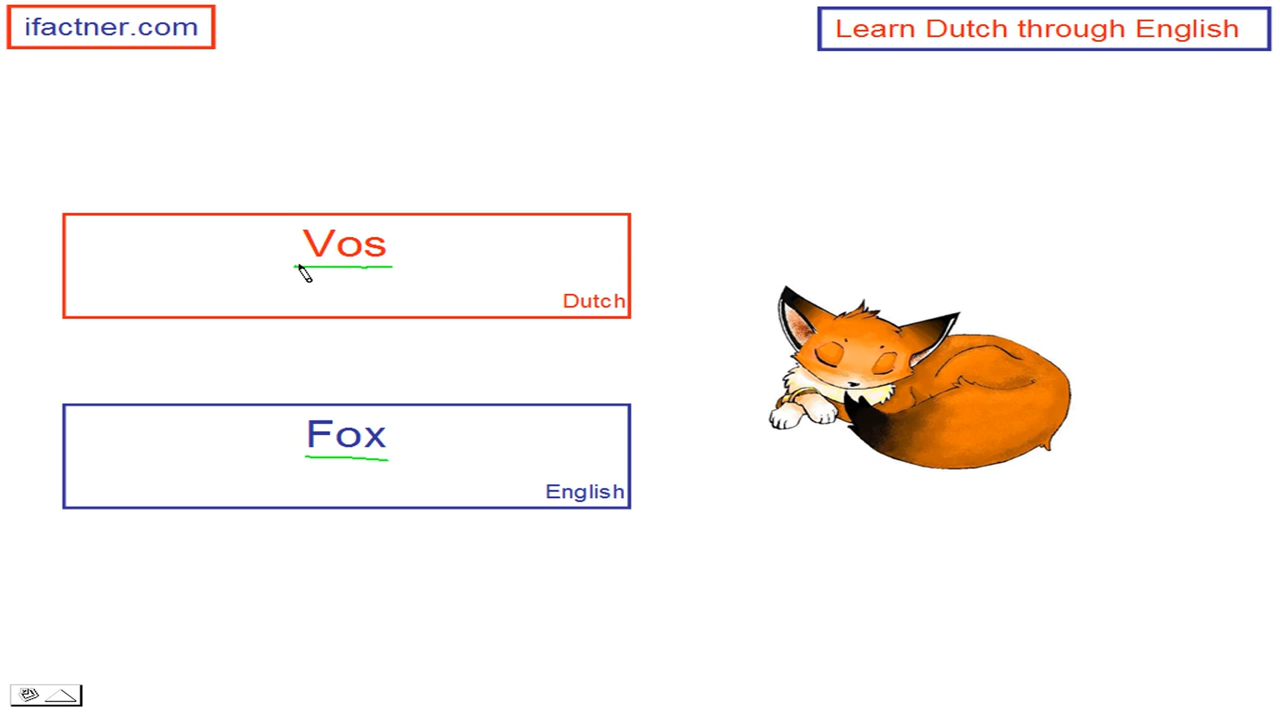 ifactner.com
Learn Dutch through English
Vos
Dutch
Fox
English